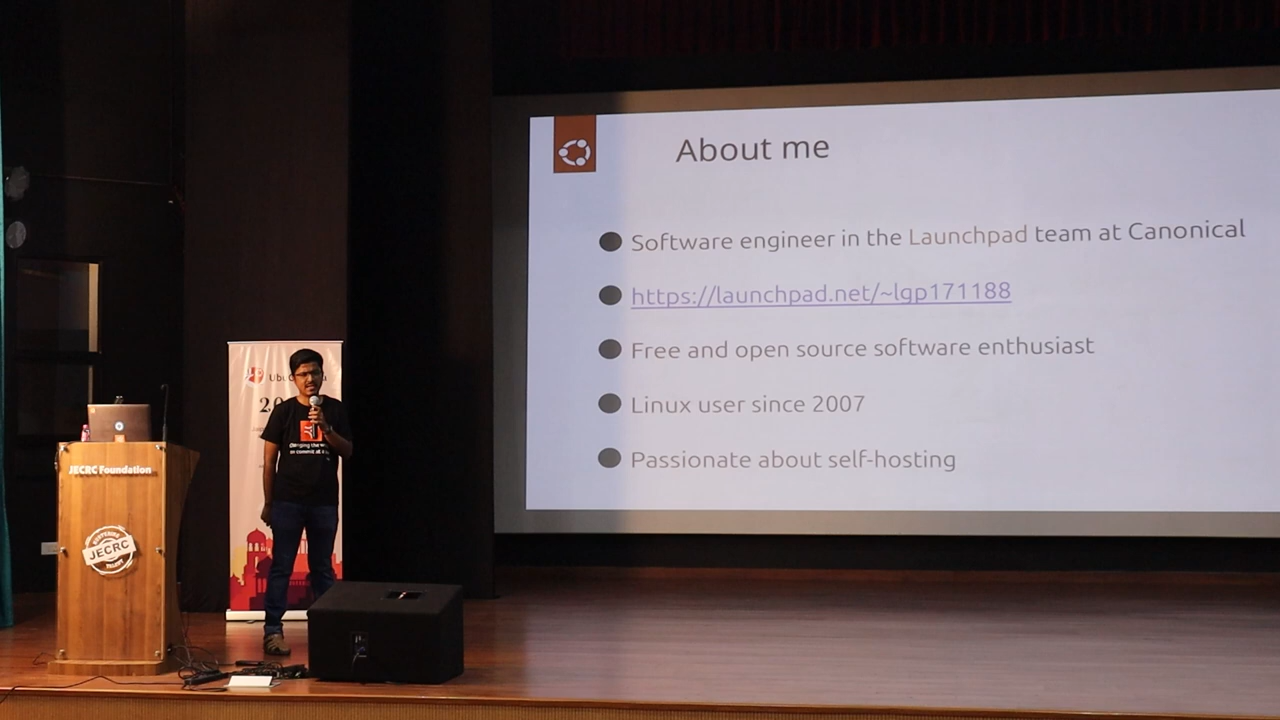 About me
Software engineer in the Launchpad team at Canonical
https://launchpad.net/~lgp171188
Free and open source software enthusiast
Linux user since 2007
Passionate about self-hosting
JECRC Foundation
JECRC